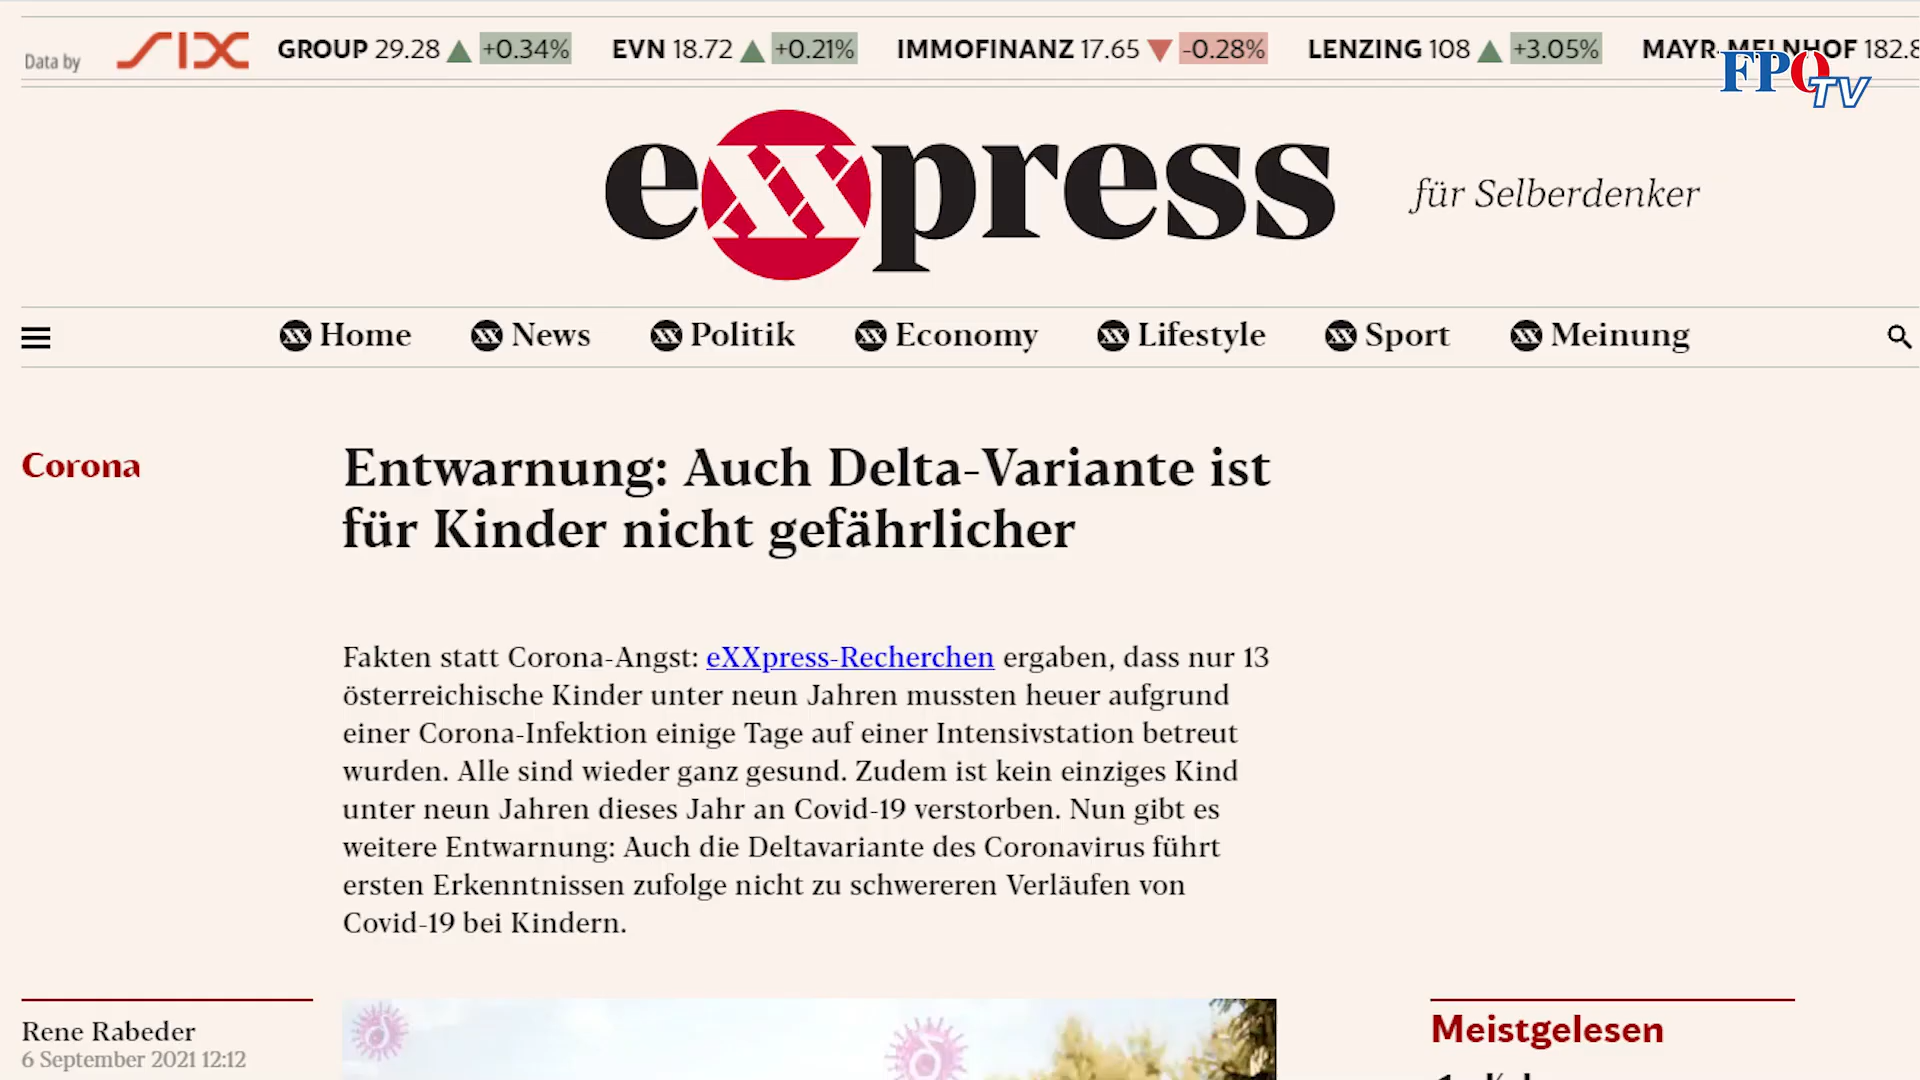 Data by SIX GROUP 29.28 +0.34% EVN 18.72 +0.21% IMMOFINANZ 17.65 -0.28% LENZING 108 +3.05% MAYR-MELNHOF 182.8
FPÖ TV
exxpress für Selberdenker
Home News Politik Economy Lifestyle Sport Meinung
Corona
Entwarnung: Auch Delta-Variante ist
für Kinder nicht gefährlicher
Fakten statt Corona-Angst: eXXpress-Recherchen ergaben, dass nur 13
österreichische Kinder unter neun Jahren mussten heuer aufgrund
einer Corona-Infektion einige Tage auf einer Intensivstation betreut
wurden. Alle sind wieder ganz gesund. Zudem ist kein einziges Kind
unter neun Jahren dieses Jahr an Covid-19 verstorben. Nun gibt es
weitere Entwarnung: Auch die Deltavariante des Coronavirus führt
ersten Erkenntnissen zufolge nicht zu schwereren Verläufen von
Covid-19 bei Kindern.
Rene Rabeder
6 September 2021 12:12
Meistgelesen